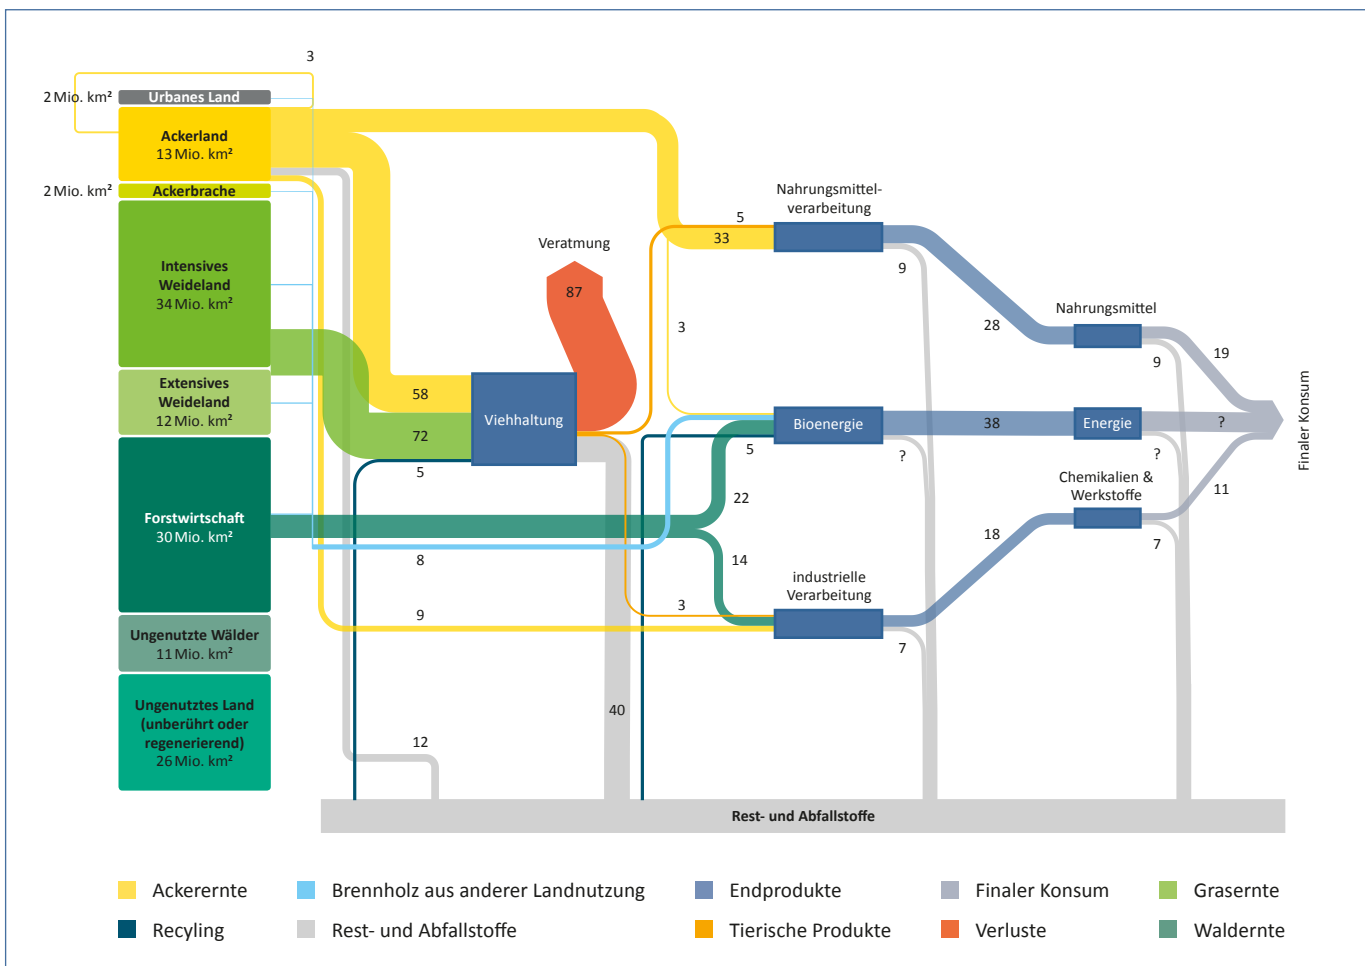 3
2 Mio. km²
Urbanes Land
Ackerland
13 Mio. km²
2 Mio. km²
Ackerbrache
Intensives
Weideland
34 Mio. km²
Extensives
Weideland
12 Mio. km²
Forstwirtschaft
30 Mio. km²
Ungenutzte Wälder
11 Mio. km²
Ungenutztes Land
(unberührt oder
regenerierend)
26 Mio. km²
58
72
5
8
9
12
Viehhaltung
Veratmung
87
40
5
33
3
5
22
14
3
Nahrungsmittel-
verarbeitung
9
28
Bioenergie
?
38
industrielle
Verarbeitung
7
18
Nahrungsmittel
9
19
Energie
?
?
Chemikalien &
Werkstoffe
7
11
Finaler Konsum
Rest- und Abfallstoffe
Ackerernte
Brennholz aus anderer Landnutzung
Endprodukte
Finaler Konsum
Grasernte
Recyling
Rest- und Abfallstoffe
Tierische Produkte
Verluste
Waldernte